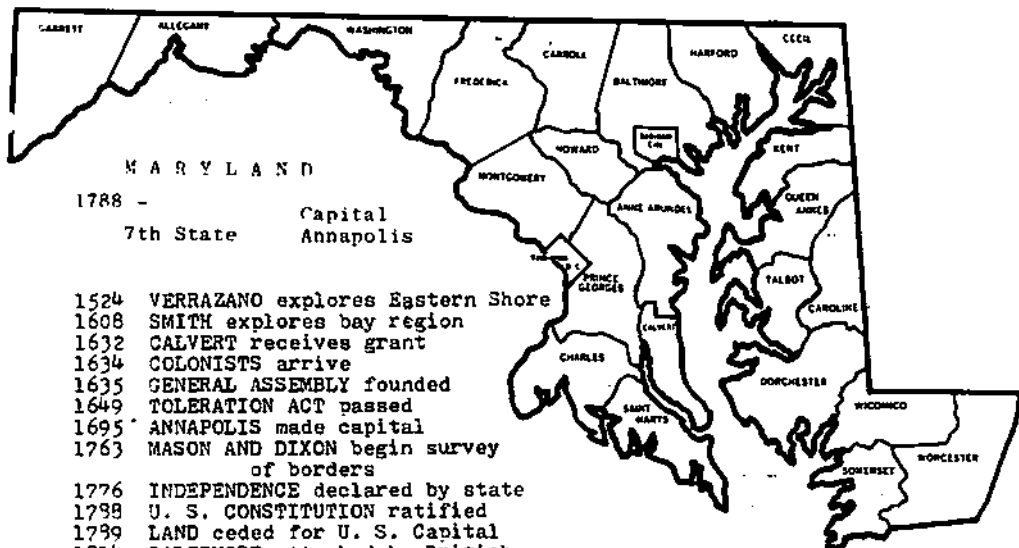 GARRETT
ALLEGANY
WASHINGTON
FREDERICK
CARROLL
BALTIMORE
HARFORD
CECIL
HOWARD
MONTGOMERY
KENT
QUEEN
ANNES
ANNE ARUNDEL
PRINCE
GEORGES
D C
TALBOT
CAROLINE
CALVERT
CHARLES
SAINT
MARYS
DORCHESTER
WICOMICO
SOMERSET
WORCESTER
City
MARYLAND
1788 -
Capital
7th State Annapolis
1524 VERRAZANO explores Eastern Shore
1608 SMITH explores bay region
1632 CALVERT receives grant
1634 COLONISTS arrive
1635 GENERAL ASSEMBLY founded
1649 TOLERATION ACT passed
1695 ANNAPOLIS made capital
1763 MASON AND DIXON begin survey
of borders
1776 INDEPENDENCE declared by state
1788 U. S. CONSTITUTION ratified
1789 LAND ceded for U. S. Capital